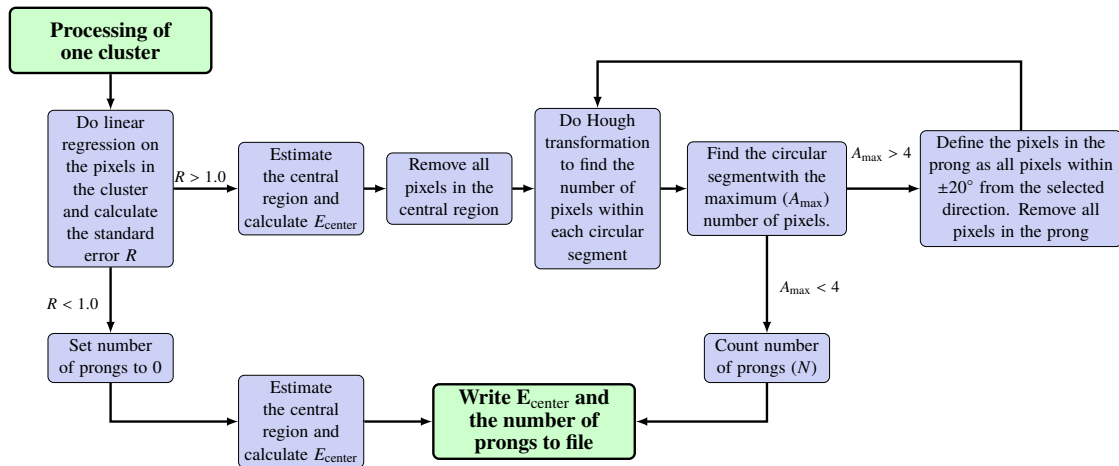 Processing of
one cluster
Do linear
regression on
the pixels in
the cluster
and calculate
the standard
error R
R > 1.0
Estimate
the central
region and
calculate E_center
Remove all
pixels in the
central region
Do Hough
transformation
to find the
number of
pixels within
each circular
segment
Find the circular
segmentwith the
maximum (A_max)
number of pixels.
A_max > 4
Define the pixels in the
prong as all pixels within
±20° from the selected
direction. Remove all
pixels in the prong
R < 1.0
A_max < 4
Set number
of prongs to 0
Count number
of prongs (N)
Estimate
the central
region and
calculate E_center
Write E_center and
the number of
prongs to file